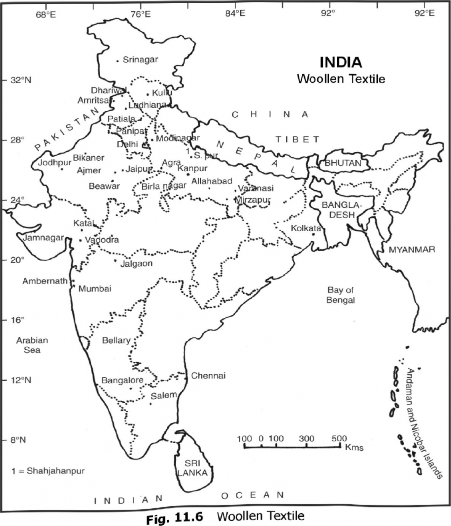 68°E 76°E 84°E 92° 92°E
INDIA
Woollen Textile
Srinagar
32°N
Dhariwal
Kullu
Amritsar
Ludhiana
CHINA
PAKISTAN
Patiala
Panipat
TIBET
28°N
Delhi
Modinagar
NEPAL
1 S. pur
BHUTAN
Bikaner
Jodhpur
Agra
Kanpur
Ajmer
Jaipur
Allahabad
Varanasi
Beawar
Birla nagar
Mirzapur
24°N
BANGLA-
DESH
Katal
Kolkata
Jamnagar
Vadodra
MYANMAR
20°N
Jalgaon
Ambernath
Mumbai
Bay of
Bengal
16°N
Arabian
Sea
Bellary
12°N
Bangalore
Chennai
Salem
Andaman and Nicobar Islands
8°N
100 0 100 300 500
Kms
1 = Shahjahanpur
SRI
LANKA
INDIAN OCEAN
Fig. 11.6 Woollen Textile